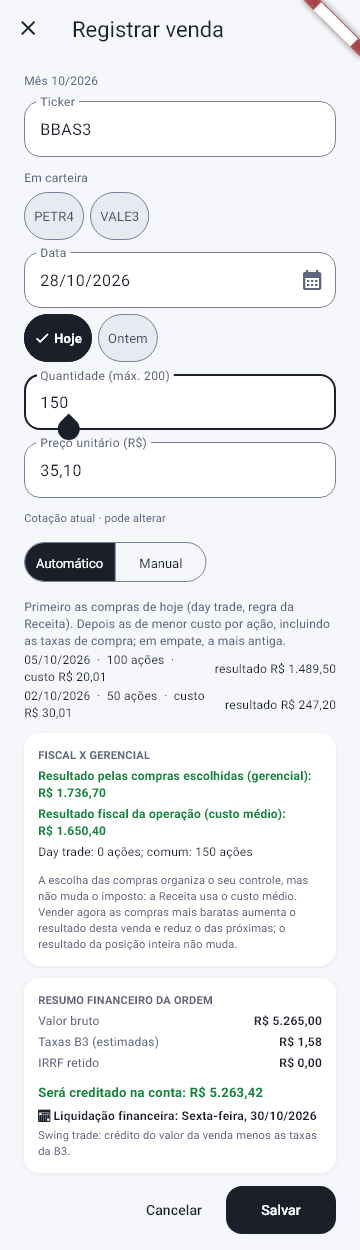 Registrar venda
Mês 10/2026
Ticker
BBAS3
Em carteira
PETR4 VALE3
Data
28/10/2026
Hoje Ontem
Quantidade (máx. 200)
150
Preço unitário (R$)
35,10
Cotação atual · pode alterar
Automático Manual
Primeiro as compras de hoje (day trade, regra da
Receita). Depois as de menor custo por ação, incluindo
as taxas de compra; em empate, a mais antiga.
05/10/2026 · 100 ações ·
custo R$ 20,01
resultado R$ 1.489,50
02/10/2026 · 50 ações · custo
R$ 30,01
resultado R$ 247,20
FISCAL X GERENCIAL
Resultado pelas compras escolhidas (gerencial):
R$ 1.736,70
Resultado fiscal da operação (custo médio):
R$ 1.650,40
Day trade: 0 ações; comum: 150 ações
A escolha das compras organiza o seu controle, mas
não muda o imposto: a Receita usa o custo médio.
Vender agora as compras mais baratas aumenta o
resultado desta venda e reduz o das próximas; o
resultado da posição inteira não muda.
RESUMO FINANCEIRO DA ORDEM
Valor bruto R$ 5.265,00
Taxas B3 (estimadas) R$ 1,58
IRRF retido R$ 0,00
Será creditado na conta: R$ 5.263,42
Liquidação financeira: Sexta-feira, 30/10/2026
Swing trade: crédito do valor da venda menos as taxas
da B3.
Cancelar Salvar